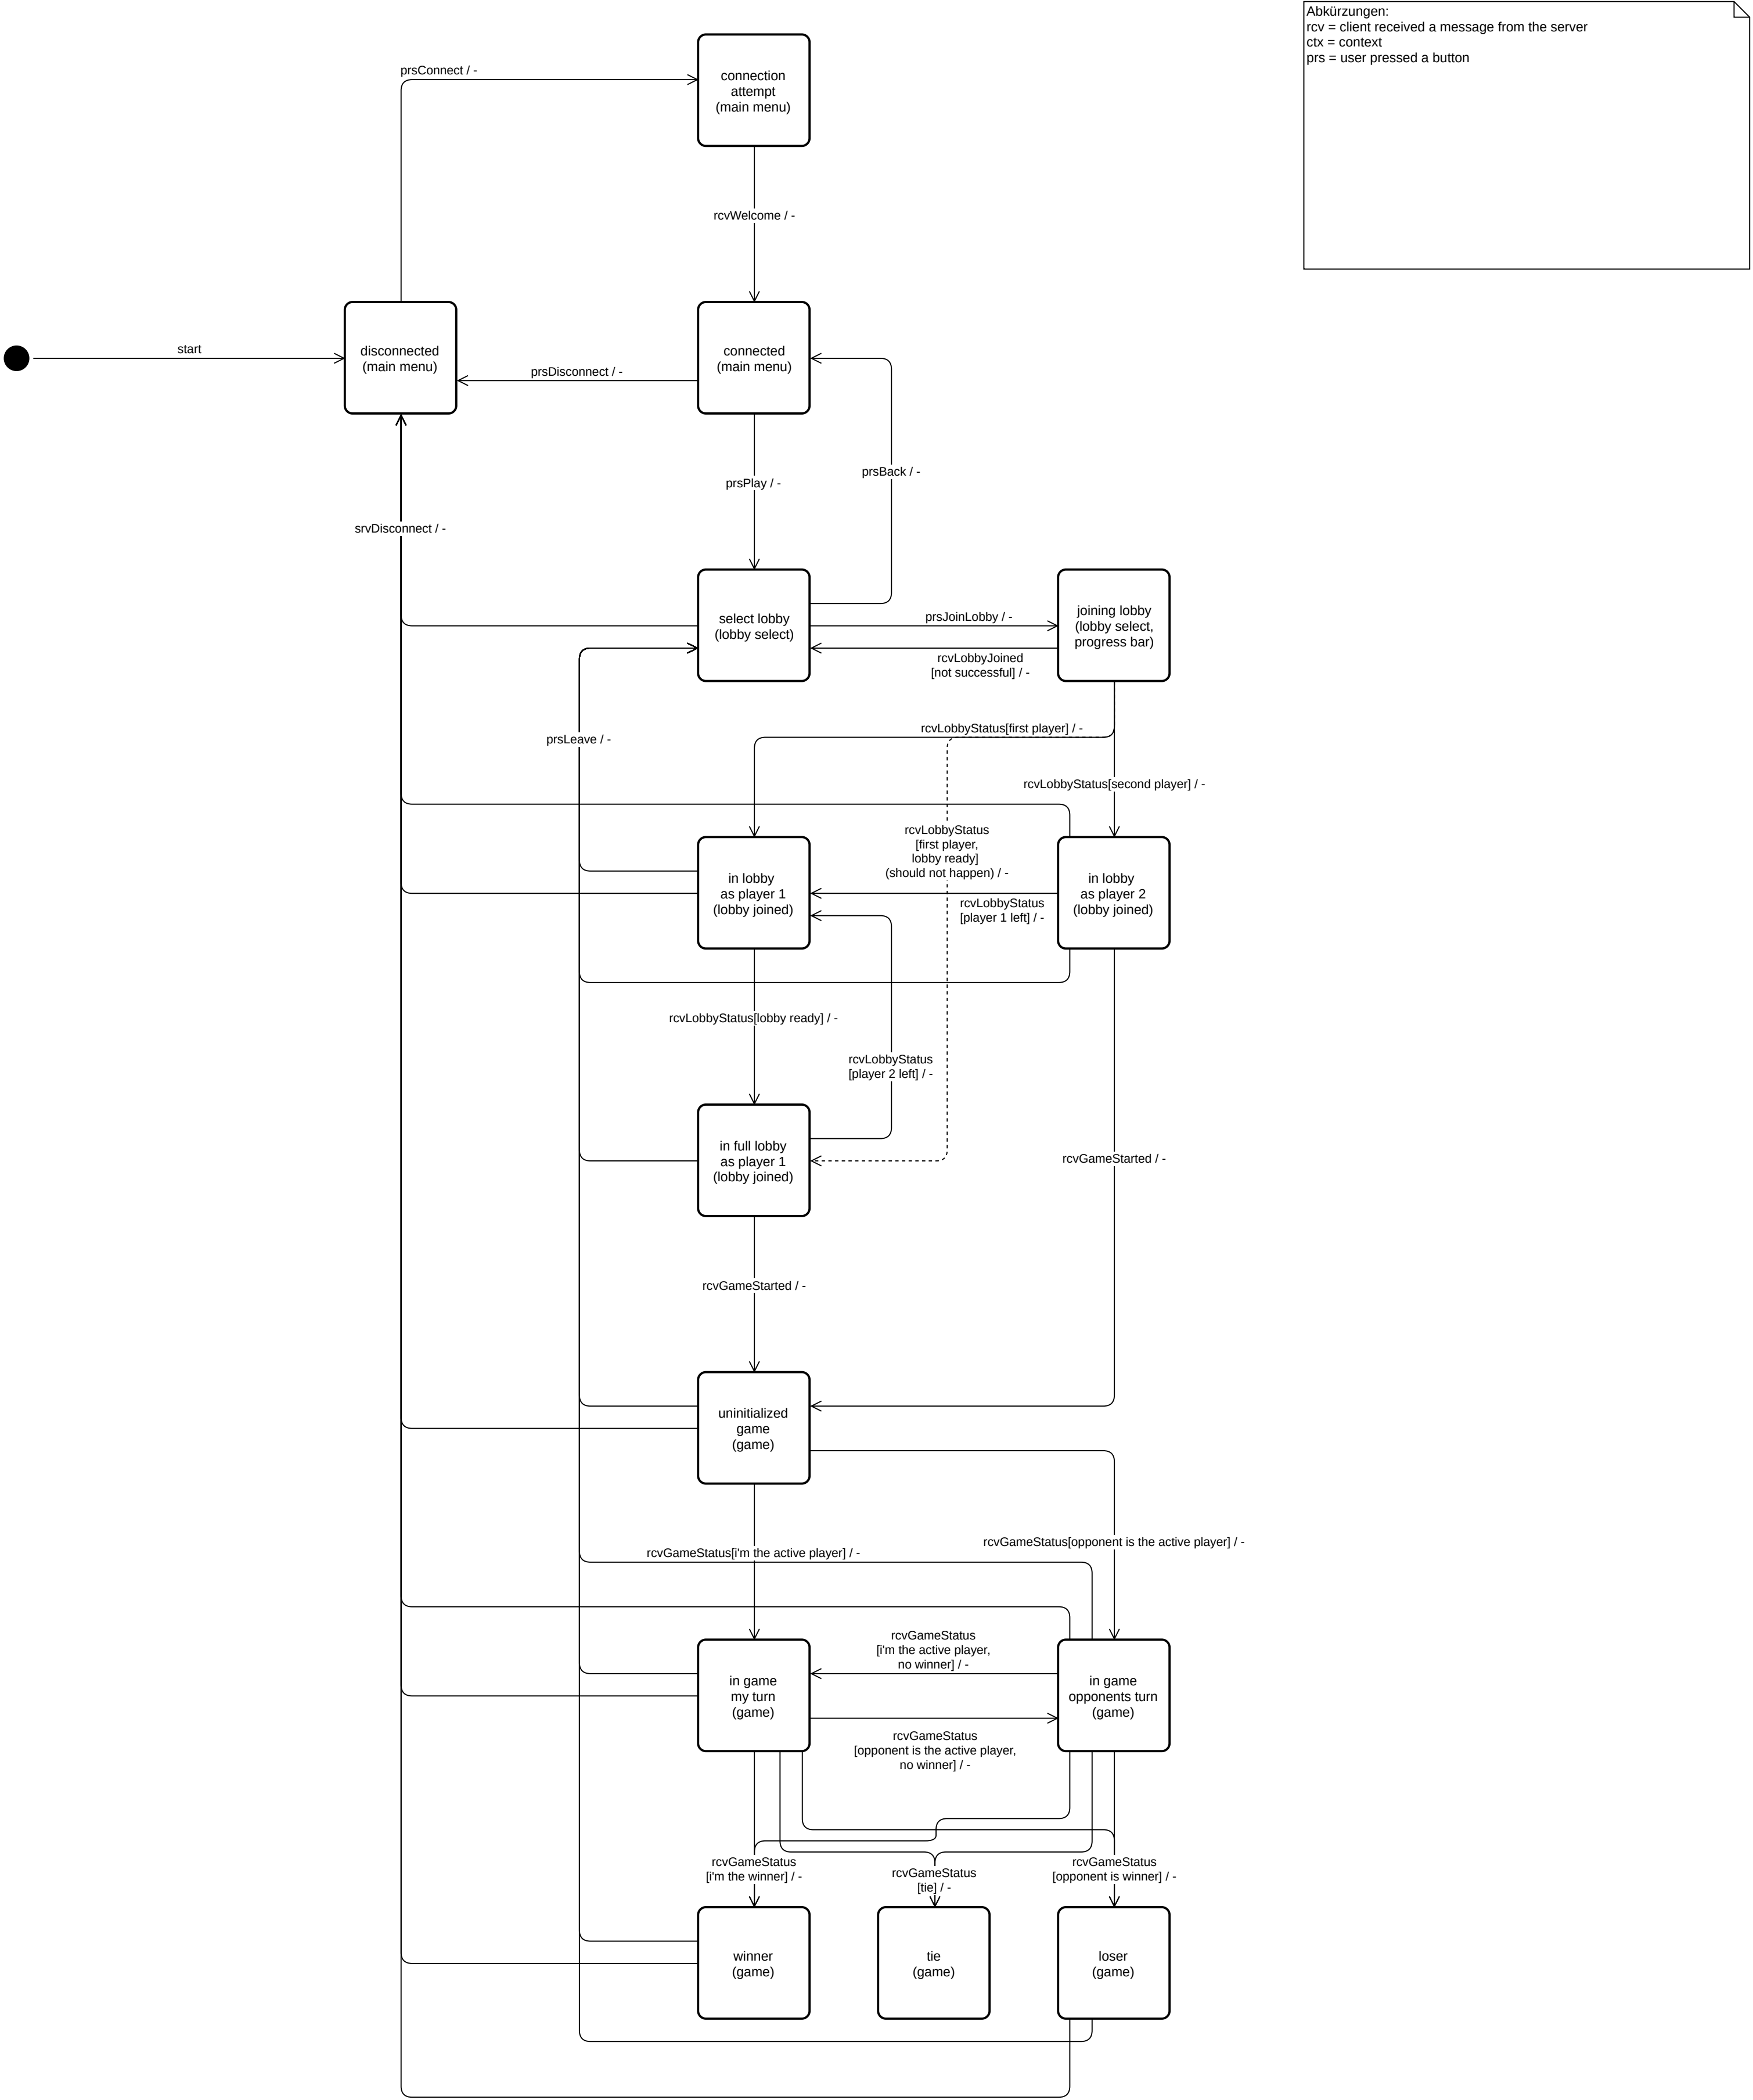 Abkürzungen:
rcv = client received a message from the server
ctx = context
prs = user pressed a button
prsConnect / -
connection
attempt
(main menu)
rcvWelcome / -
start
disconnected
(main menu)
prsDisconnect / -
connected
(main menu)
prsBack / -
prsPlay / -
srvDisconnect / -
select lobby
(lobby select)
prsJoinLobby / -
rcvLobbyJoined
[not successful] / -
joining lobby
(lobby select,
progress bar)
prsLeave / -
rcvLobbyStatus[first player] / -
rcvLobbyStatus[second player] / -
rcvLobbyStatus
[first player,
lobby ready]
(should not happen) / -
in lobby
as player 1
(lobby joined)
rcvLobbyStatus
[player 1 left] / -
in lobby
as player 2
(lobby joined)
rcvLobbyStatus[lobby ready] / -
rcvLobbyStatus
[player 2 left] / -
in full lobby
as player 1
(lobby joined)
rcvGameStarted / -
rcvGameStarted / -
uninitialized
game
(game)
rcvGameStatus[i'm the active player] / -
rcvGameStatus[opponent is the active player] / -
rcvGameStatus
[i'm the active player,
no winner] / -
in game
my turn
(game)
in game
opponents turn
(game)
rcvGameStatus
[opponent is the active player,
no winner] / -
rcvGameStatus
[i'm the winner] / -
rcvGameStatus
[tie] / -
rcvGameStatus
[opponent is winner] / -
winner
(game)
tie
(game)
loser
(game)